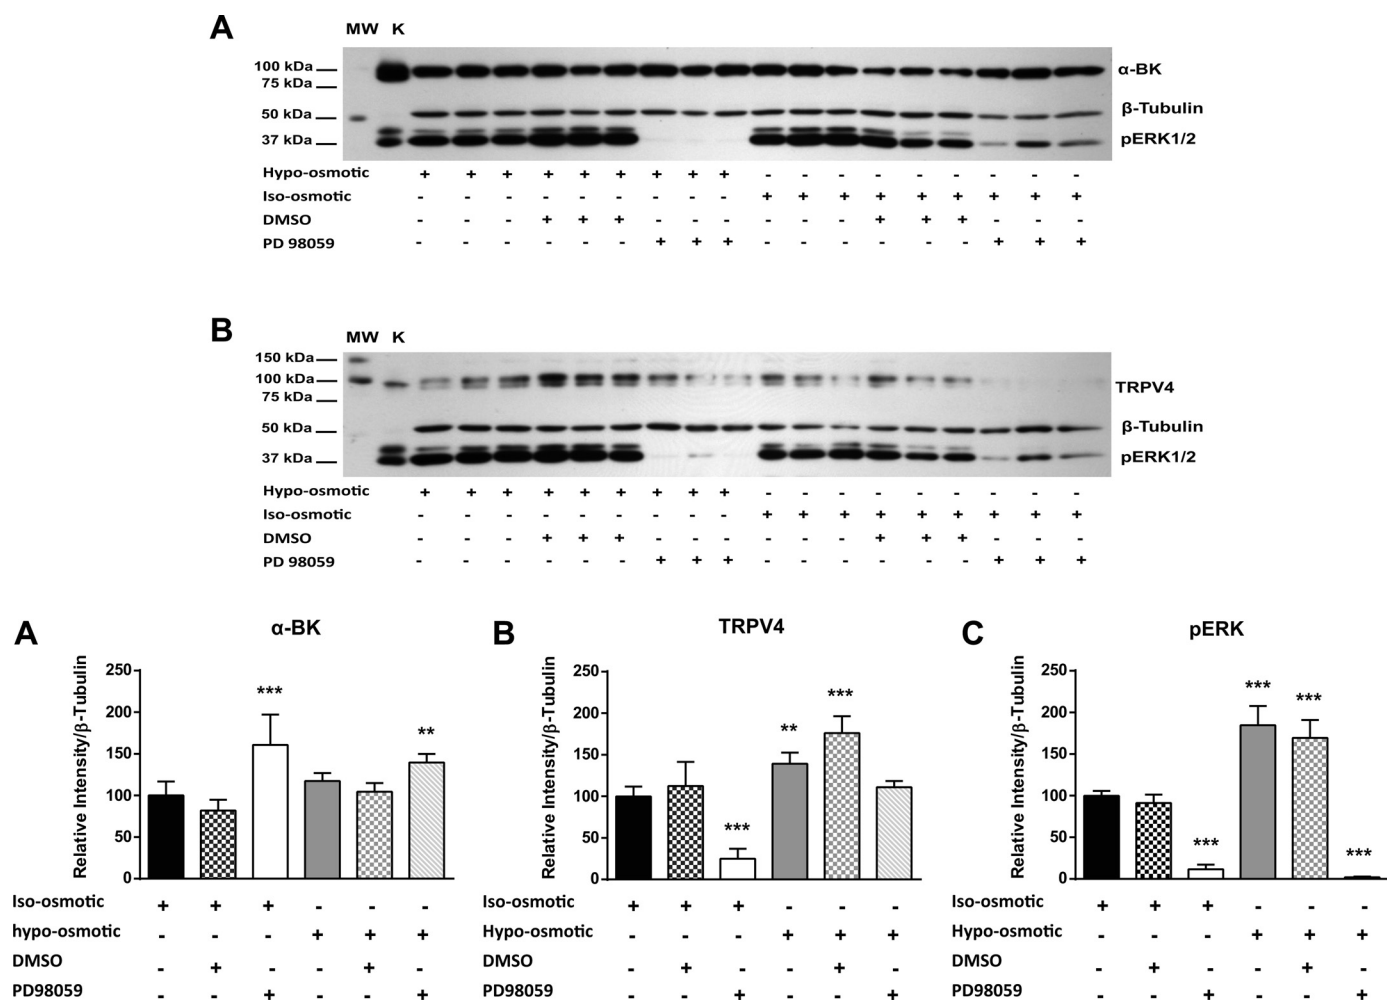 A
MW K
100 kDa
75 kDa
50 kDa
37 kDa
α-BK
β-Tubulin
pERK1/2
Hypo-osmotic + + + + + + + + + - - - - - - - - -
Iso-osmotic - - - - - - - - - + + + + + + + + +
DMSO - - - + + + - - - - - - + + + - - -
PD 98059 - - - - - - + + + - - - - - - + + +
B
MW K
150 kDa
100 kDa
75 kDa
50 kDa
37 kDa
TRPV4
β-Tubulin
pERK1/2
Hypo-osmotic + + + + + + + + + - - - - - - - - -
Iso-osmotic - - - - - - - - - + + + + + + + + +
DMSO - - - + + + - - - - - - + + + - - -
PD 98059 - - - - - - + + + - - - - - - + + +
A
α-BK
Relative Intensity/β-Tubulin
250
200
150
100
50
0
*** **
Iso-osmotic + + + - - -
hypo-osmotic - - - + + +
DMSO - + - - + -
PD98059 - - + - - +
B
TRPV4
Relative Intensity/β-Tubulin
250
200
150
100
50
0
*** ** ***
Iso-osmotic + + + - - -
Hypo-osmotic - - - + + +
DMSO - + - - + -
PD98059 - - + - - +
C
pERK
Relative Intensity/β-Tubulin
250
200
150
100
50
0
*** *** *** ***
Iso-osmotic + + + - - -
Hypo-osmotic - - - + + +
DMSO - + - - + -
PD98059 - - + - - +